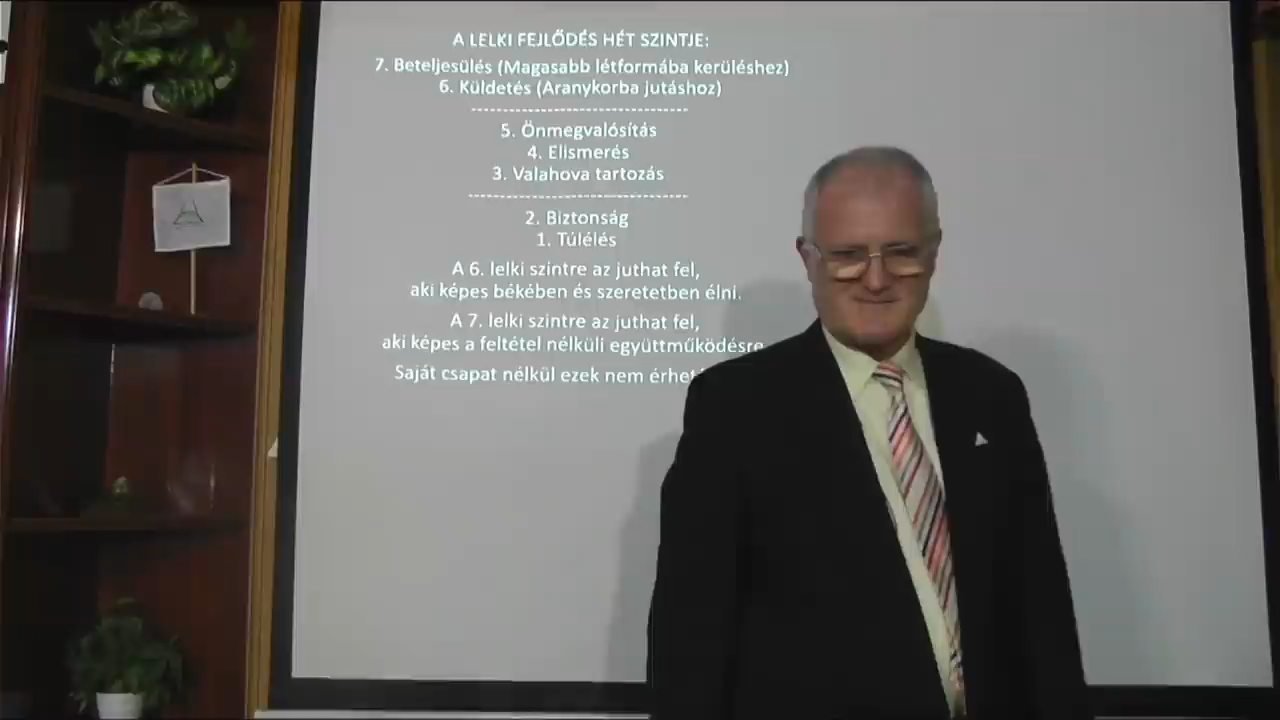 A LELKI FEJLŐDÉS HÉT SZINTJE:
7. Beteljesülés (Magasabb létformába kerüléshez)
6. Küldetés (Aranykorba jutáshoz)
---------------------------------
5. Önmegvalósítás
4. Elismerés
3. Valahova tartozás
---------------------------------
2. Biztonság
1. Túlélés
A 6. lelki szintre az juthat fel,
aki képes békében és szeretetben élni.
A 7. lelki szintre az juthat fel,
aki képes a feltétel nélküli együttműködésre
Saját csapat nélkül ezek nem